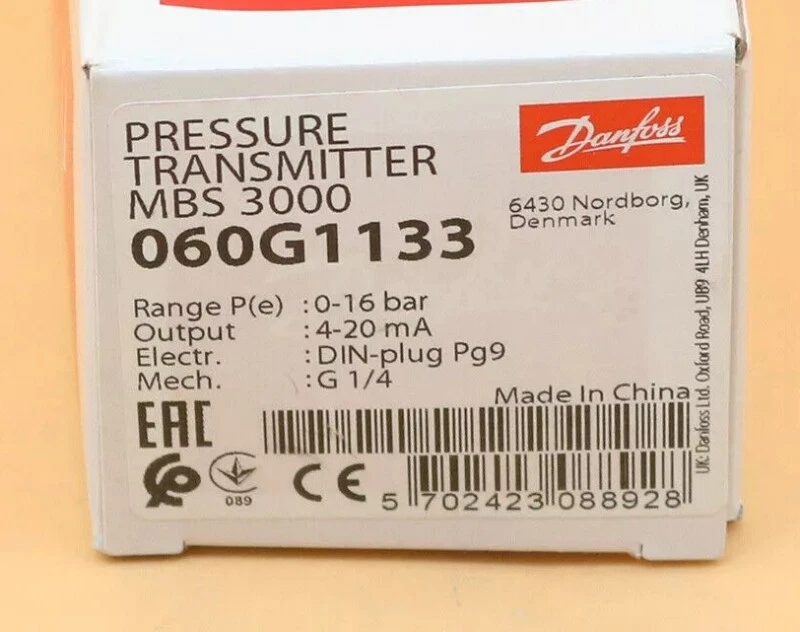 PRESSURE
TRANSMITTER
MBS 3000
060G1133
Danfoss
6430 Nordborg,
Denmark
Range P(e) : 0-16 bar
Output : 4-20 mA
Electr. : DIN-plug Pg9
Mech. : G 1/4
Made In China
EAC
089
CE
5 702423 088928
UK: Danfoss Ltd. Oxford Road, UB9 4LH Denham, UK